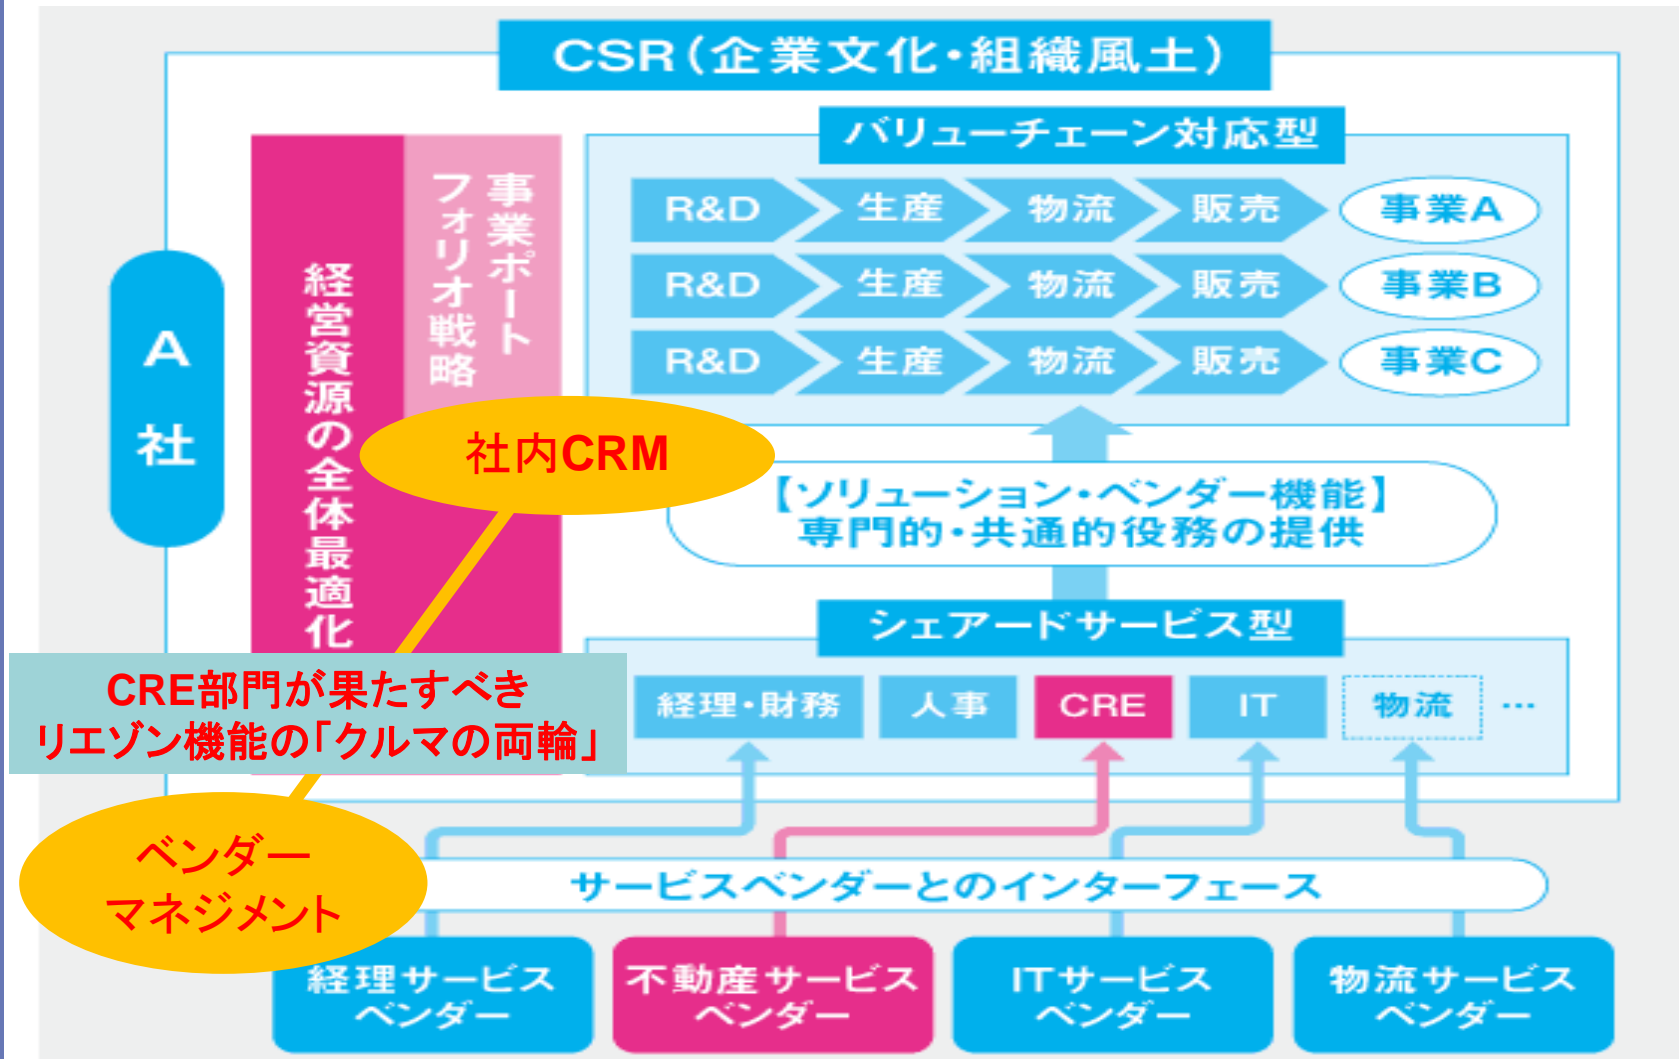 CSR(企業文化・組織風土)
バリューチェーン対応型
R&D 生産 物流 販売 事業A
R&D 生産 物流 販売 事業B
R&D 生産 物流 販売 事業C
事業ポート
フォリオ戦略
経営資源の全体最適化
A社
社内CRM
【ソリューション・ベンダー機能】
専門的・共通的役務の提供
シェアードサービス型
経理・財務 人事 CRE IT 物流 …
CRE部門が果たすべき
リエゾン機能の「クルマの両輪」
ベンダー
マネジメント
サービスベンダーとのインターフェース
経理サービス
ベンダー
不動産サービス
ベンダー
ITサービス
ベンダー
物流サービス
ベンダー